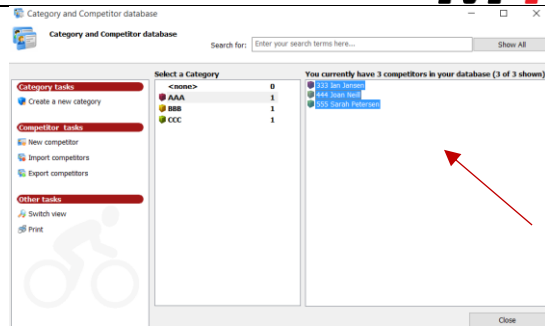 Category and Competitor database
Category and Competitor database
Search for:
Enter your search terms here...
Show All
Category tasks
Create a new category
Competitor tasks
New competitor
Import competitors
Export competitors
Other tasks
Switch view
Print
Select a Category
<none> 0
AAA 1
BBB 1
CCC 1
You currently have 3 competitors in your database (3 of 3 shown)
333 Ian Jansen
444 Joan Neill
555 Sarah Petersen
Close